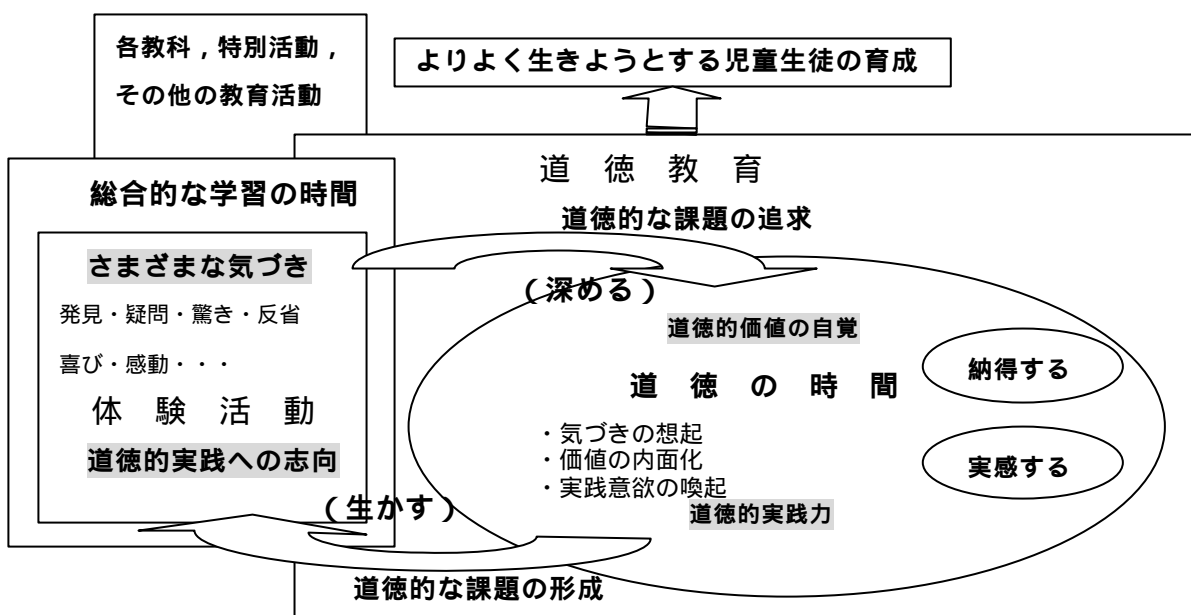 各教科，特別活動，
その他の教育活動
よりよく生きようとする児童生徒の育成
道　徳　教　育
総合的な学習の時間
道徳的な課題の追求
さまざまな気づき
（深める）
発見・疑問・驚き・反省
喜び・感動・・・
体　験　活　動
道徳的実践への志向
道徳的価値の自覚
道　徳　の　時　間
納得する
・気づきの想起
・価値の内面化
・実践意欲の喚起
実感する
（生かす）
道徳的実践力
道徳的な課題の形成